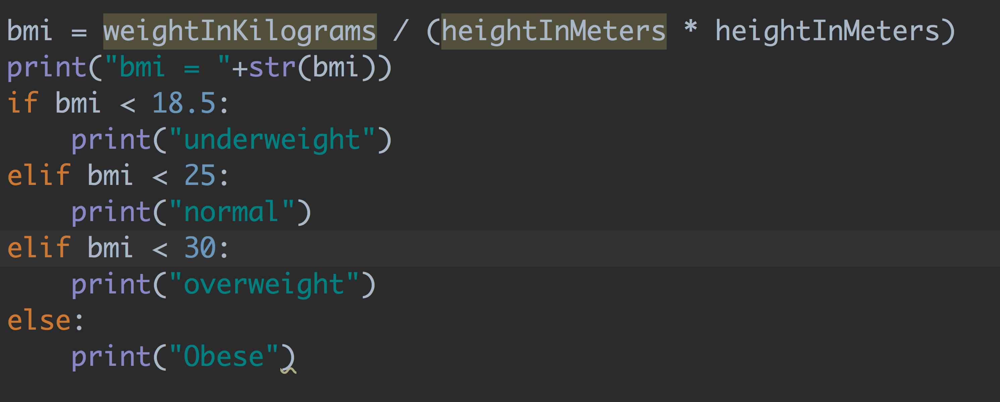 bmi = weightInKilograms / (heightInMeters * heightInMeters)
print("bmi = "+str(bmi))
if bmi < 18.5:
    print("underweight")
elif bmi < 25:
    print("normal")
elif bmi < 30:
    print("overweight")
else:
    print("Obese")